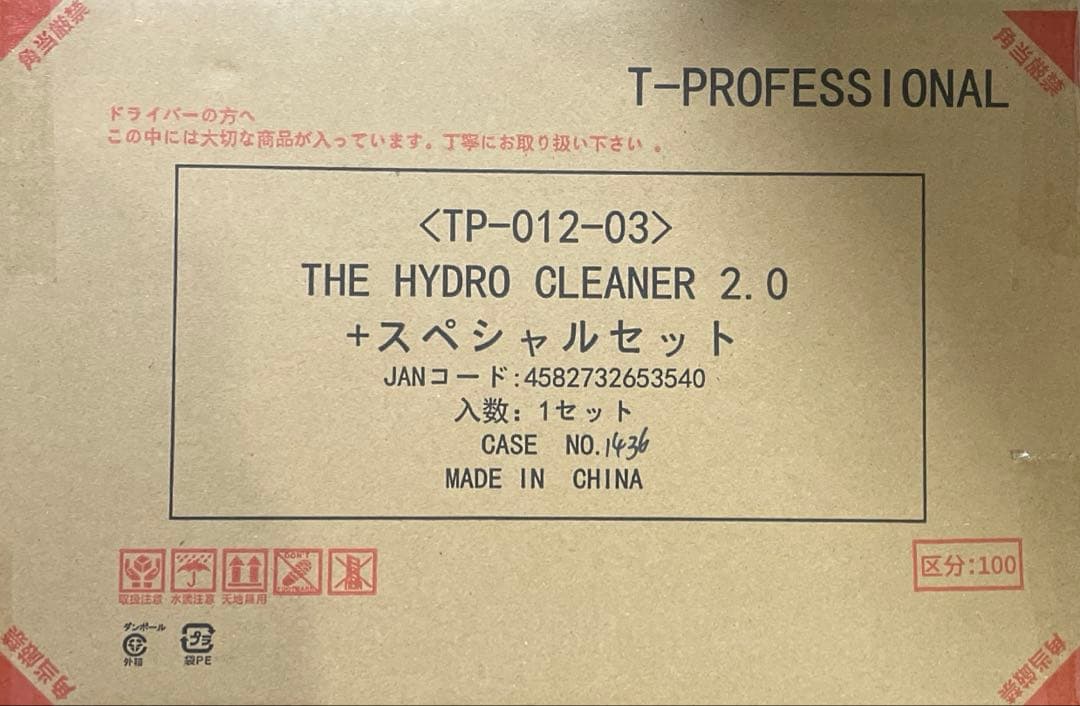 角当厳禁
角当厳禁
T-PROFESSIONAL
ドライバーの方へ
この中には大切な商品が入っています。丁寧にお取り扱い下さい 。
<TP-012-03>
THE HYDRO CLEANER 2.0
+スペシャルセット
JANコード:4582732653540
入数: 1セット
CASE NO.1436
MADE IN CHINA
区分:100
DON'T
取扱注意 水濡注意 天地無用
ダンボール
外箱
プラ
袋PE
角当厳禁
角当厳禁